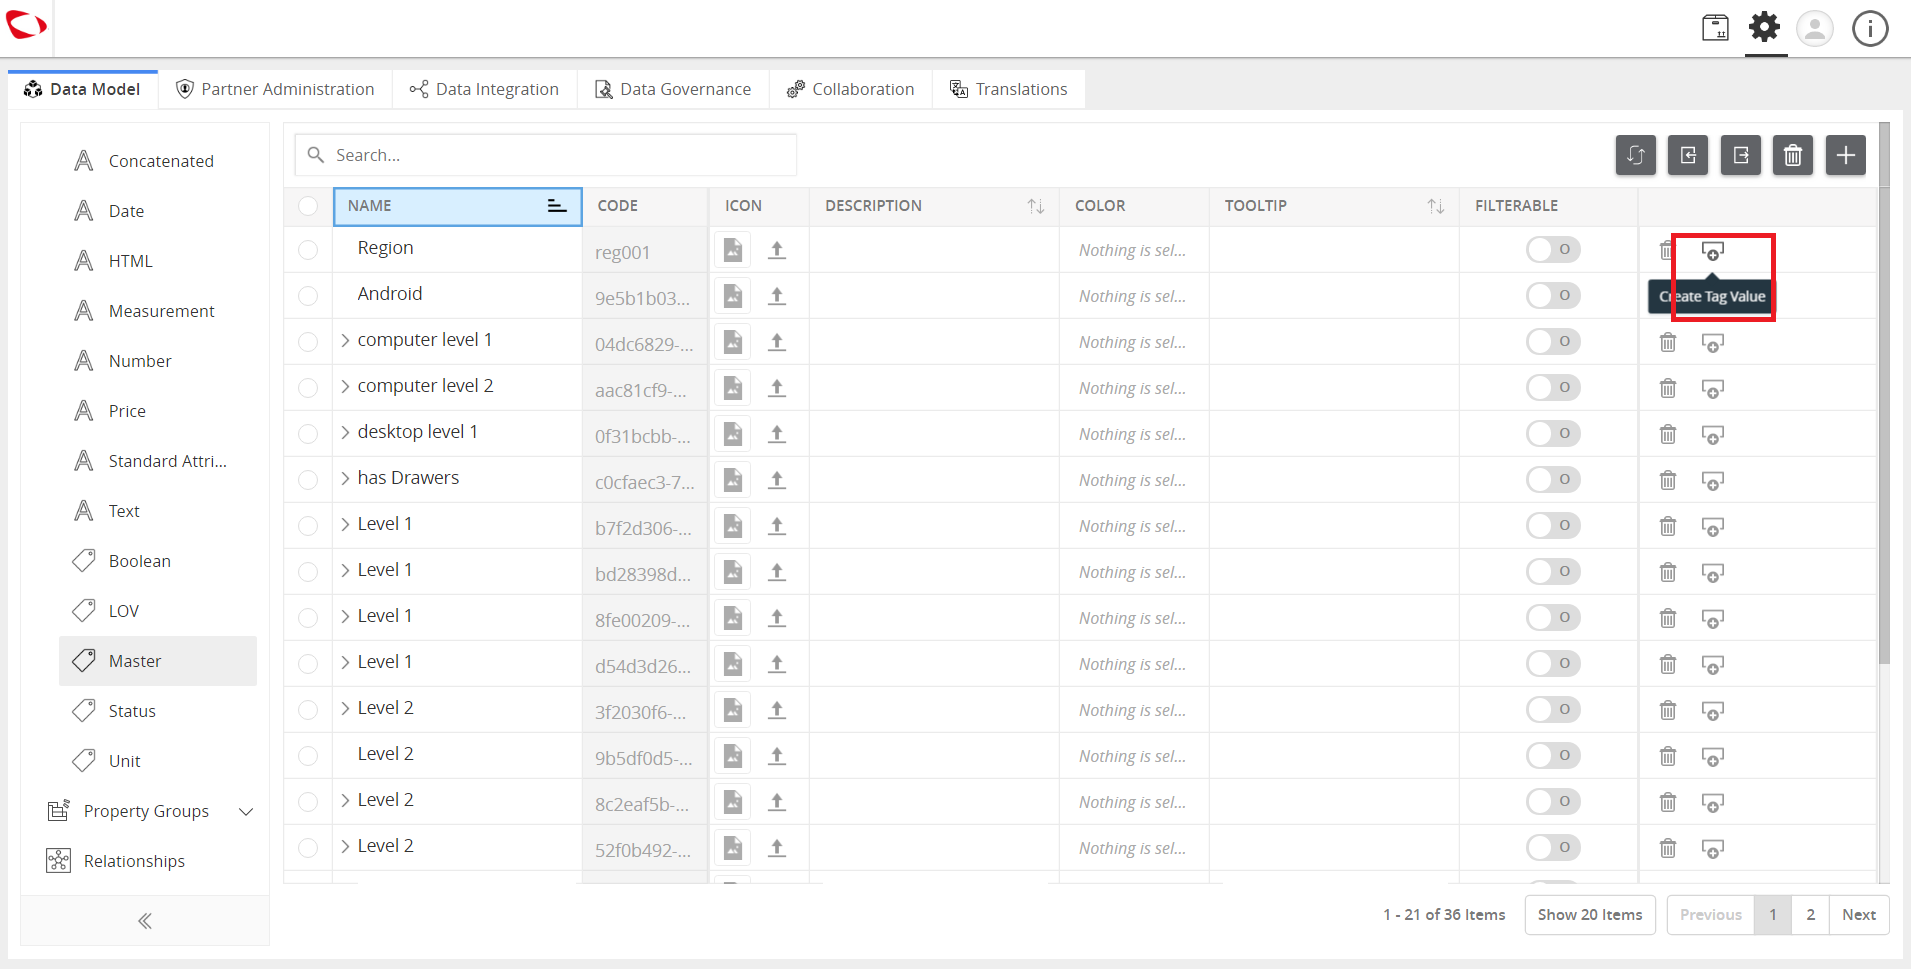 Data Model
Partner Administration
Data Integration
Data Governance
Collaboration
Translations
Concatenated
Date
HTML
Measurement
Number
Price
Standard Attri...
Text
Boolean
LOV
Master
Status
Unit
Property Groups
Relationships
Search...
NAME CODE ICON DESCRIPTION COLOR TOOLTIP FILTERABLE
Region reg001 Nothing is sel...
Android 9e5b1b03... Nothing is sel...
Create Tag Value
computer level 1 04dc6829-... Nothing is sel...
computer level 2 aac81cf9-... Nothing is sel...
desktop level 1 0f31bcbb-... Nothing is sel...
has Drawers c0cfaec3-7... Nothing is sel...
Level 1 b7f2d306-... Nothing is sel...
Level 1 bd28398d... Nothing is sel...
Level 1 8fe00209-... Nothing is sel...
Level 1 d54d3d26... Nothing is sel...
Level 2 3f2030f6-... Nothing is sel...
Level 2 9b5df0d5-... Nothing is sel...
Level 2 8c2eaf5b-... Nothing is sel...
Level 2 52f0b492-... Nothing is sel...
1 - 21 of 36 Items Show 20 Items Previous 1 2 Next